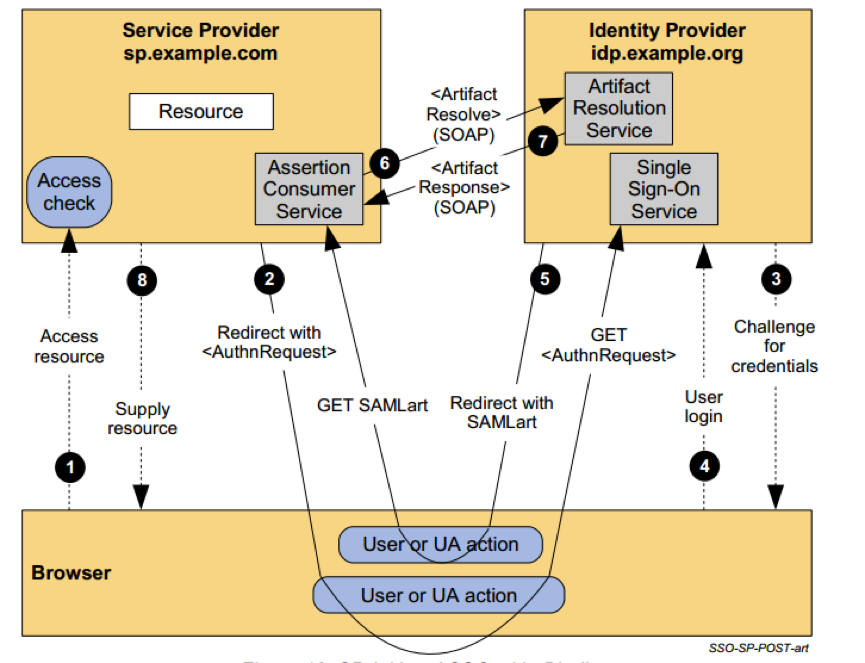 Service Provider
sp.example.com
Identity Provider
idp.example.org
Resource
Access
check
Assertion
Consumer
Service
<Artifact
Resolve>
(SOAP)
6
7
<Artifact
Response>
(SOAP)
Artifact
Resolution
Service
Single
Sign-On
Service
8
2
5
3
Access
resource
Redirect with
<AuthnRequest>
GET
<AuthnRequest>
Challenge
for
credentials
Supply
resource
GET SAMLart
Redirect with
SAMLart
User
login
1
4
User or UA action
Browser
User or UA action
SSO-SP-POST-art